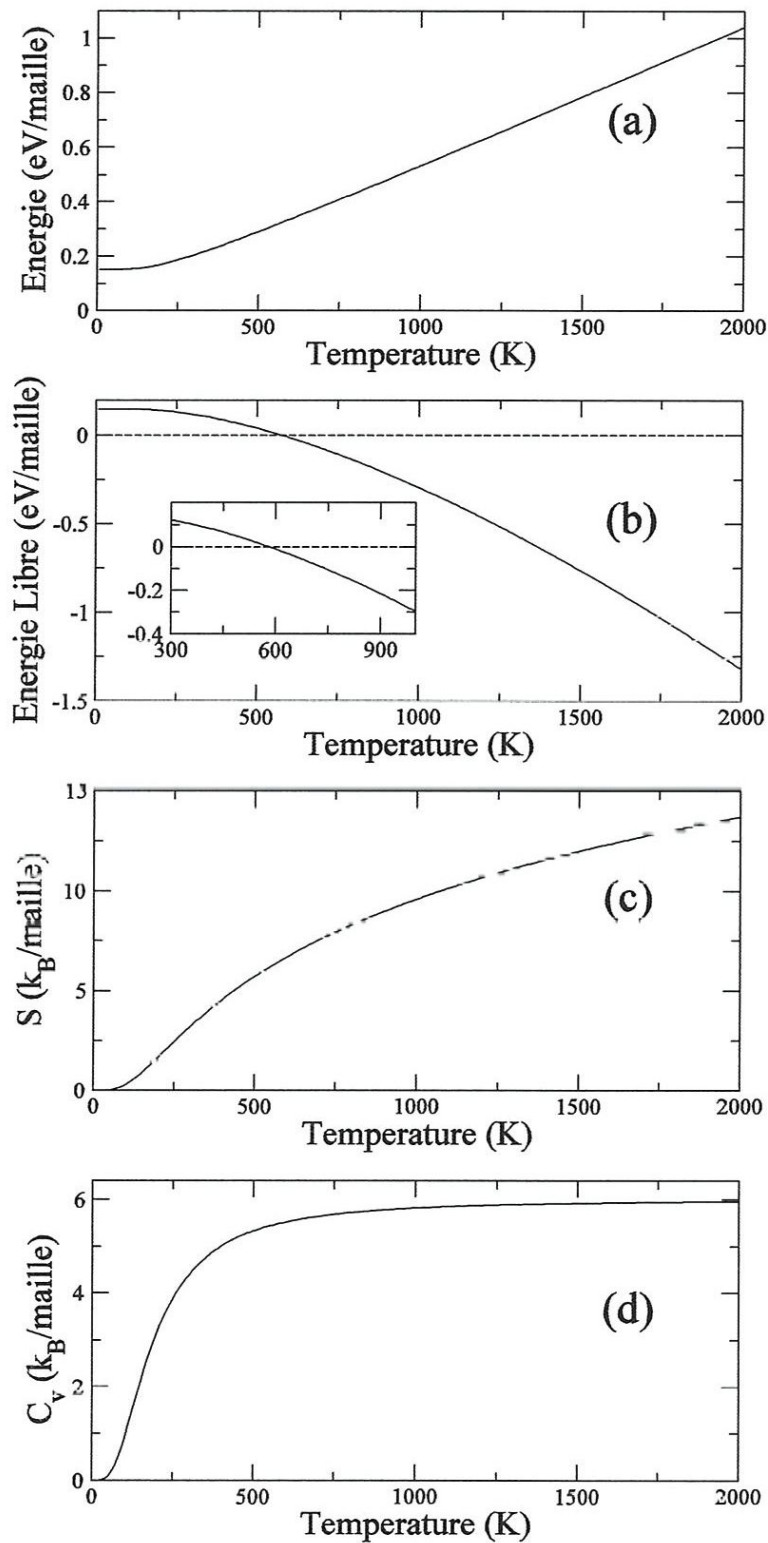 1
0.8
0.6
0.4
0.2
0
Energie (eV/maille)
(a)
0 500 1000 1500 2000
Temperature (K)
0
-0.5
-1
-1.5
Energie Libre (eV/maille)
(b)
0
-0.2
-0.4
300 600 900
0 500 1000 1500 2000
Temperature (K)
13
10
5
0
S (k_B/maille)
(c)
0 500 1000 1500 2000
Temperature (K)
6
4
2
0
C_v (k_B/maille)
(d)
0 500 1000 1500 2000
Temperature (K)